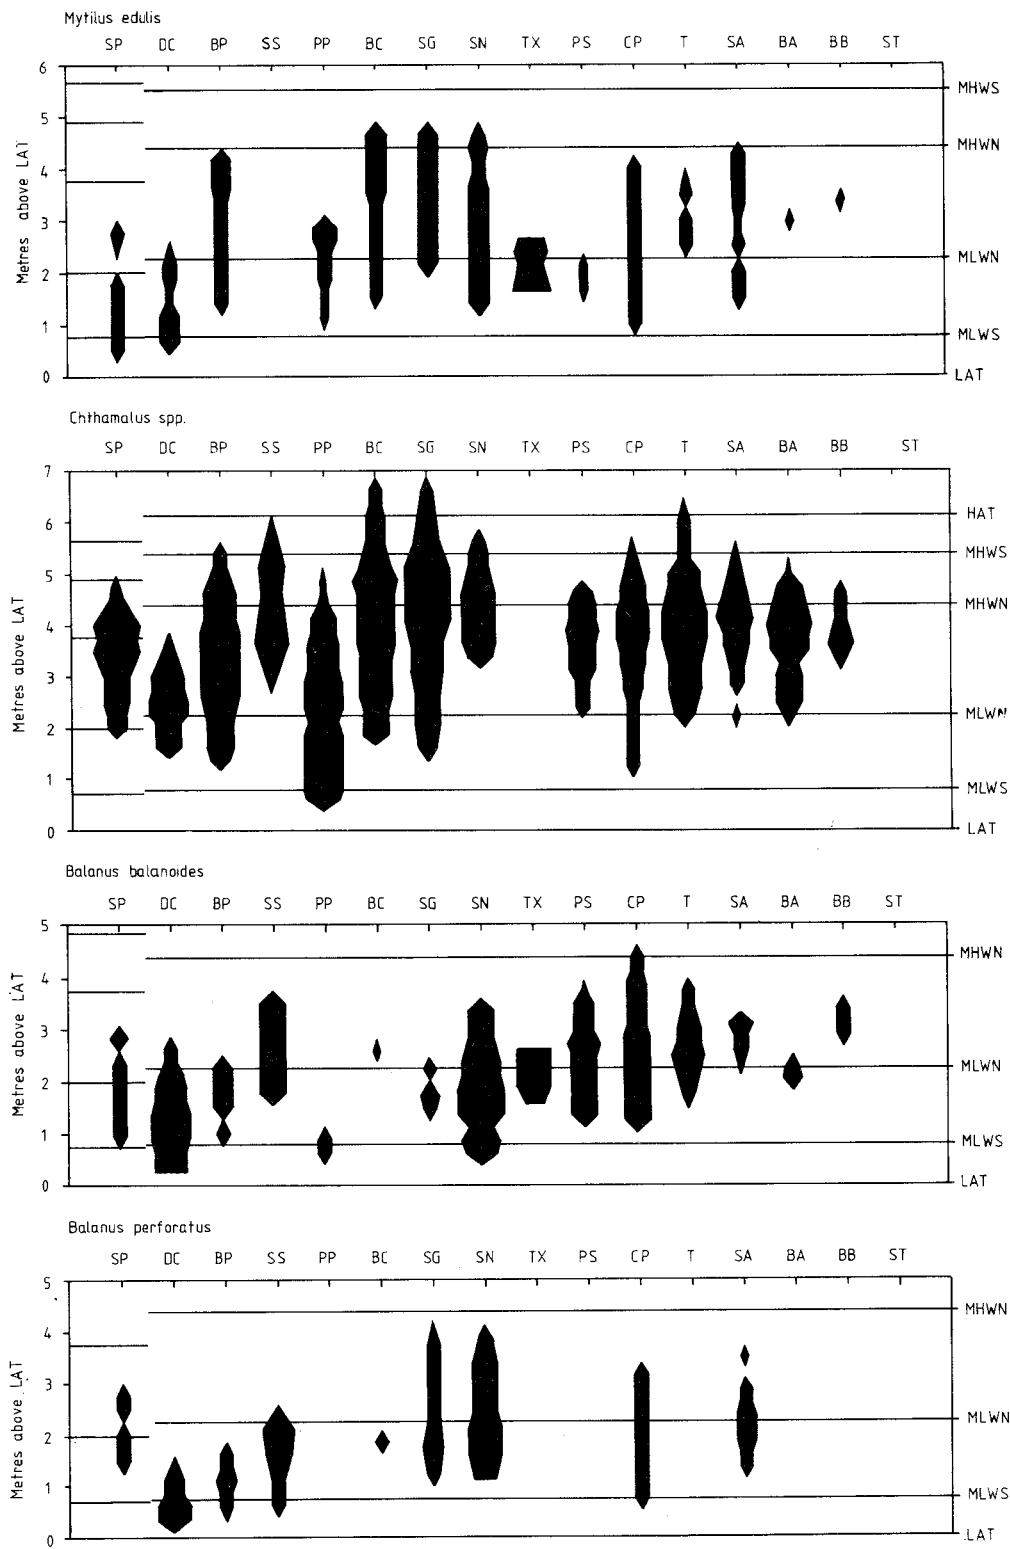 Mytilus edulis
SP DC BP SS PP BC SG SN TX PS CP T SA BA BB ST
6
MHWS
5
MHWN
4
Metres above LAT
3
MLWN
2
1
MLWS
0
LAT
Chthamalus spp.
SP DC BP SS PP BC SG SN TX PS CP T SA BA BB ST
7
HAT
6
MHWS
5
MHWN
4
Metres above LAT
3
MLWN
2
1
MLWS
0
LAT
Balanus balanoides
SP DC BP SS PP BC SG SN TX PS CP T SA BA BB ST
5
MHWN
4
Metres above LAT
3
MLWN
2
1
MLWS
0
LAT
Balanus perforatus
SP DC BP SS PP BC SG SN TX PS CP T SA BA BB ST
5
MHWN
4
Metres above LAT
3
MLWN
2
1
MLWS
0
LAT